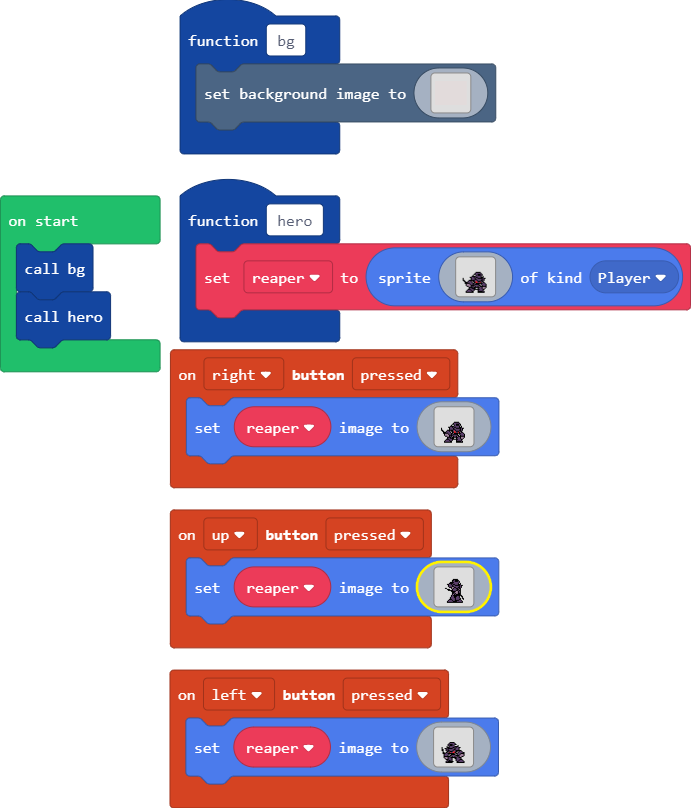 function bg
set background image to
on start
call bg
call hero
function hero
set reaper to sprite of kind Player
on right button pressed
set reaper image to
on up button pressed
set reaper image to
on left button pressed
set reaper image to